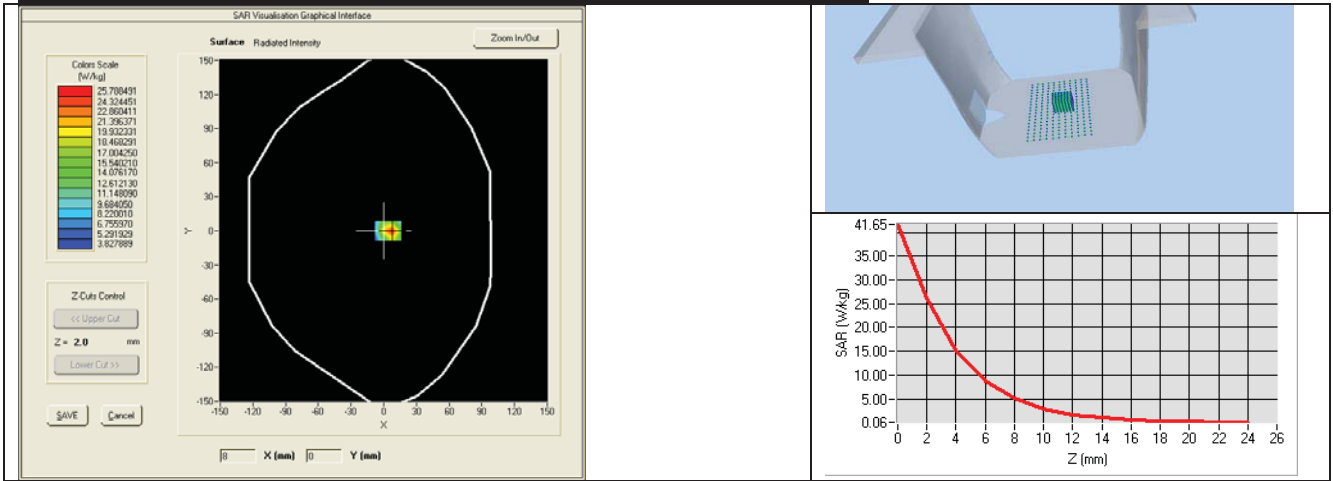 SAR Visualisation Graphical Interface
Surface Radiated Intensity
Zoom In/Out
Colors Scale
(W/kg)
25.788491
24.324451
22.860411
21.396371
19.932331
18.468291
17.004250
15.540210
14.076170
12.612130
11.148090
9.684050
8.220010
6.755970
5.291929
3.827889
Z-Cuts Control
<< Upper Cut
Z = 2.0 mm
Lower Cut >>
SAVE Cancel
150-
120-
90-
60-
30-
0-
-30-
-60-
-90-
-120-
-150-
Y
-150 -120 -90 -60 -30 0 30 60 90 120 150
X
8 X (mm) 0 Y (mm)
41.65-
35.00-
30.00-
25.00-
20.00-
15.00-
10.00-
5.00-
0.06-
SAR (W/kg)
0 2 4 6 8 10 12 14 16 18 20 22 24 26
Z (mm)